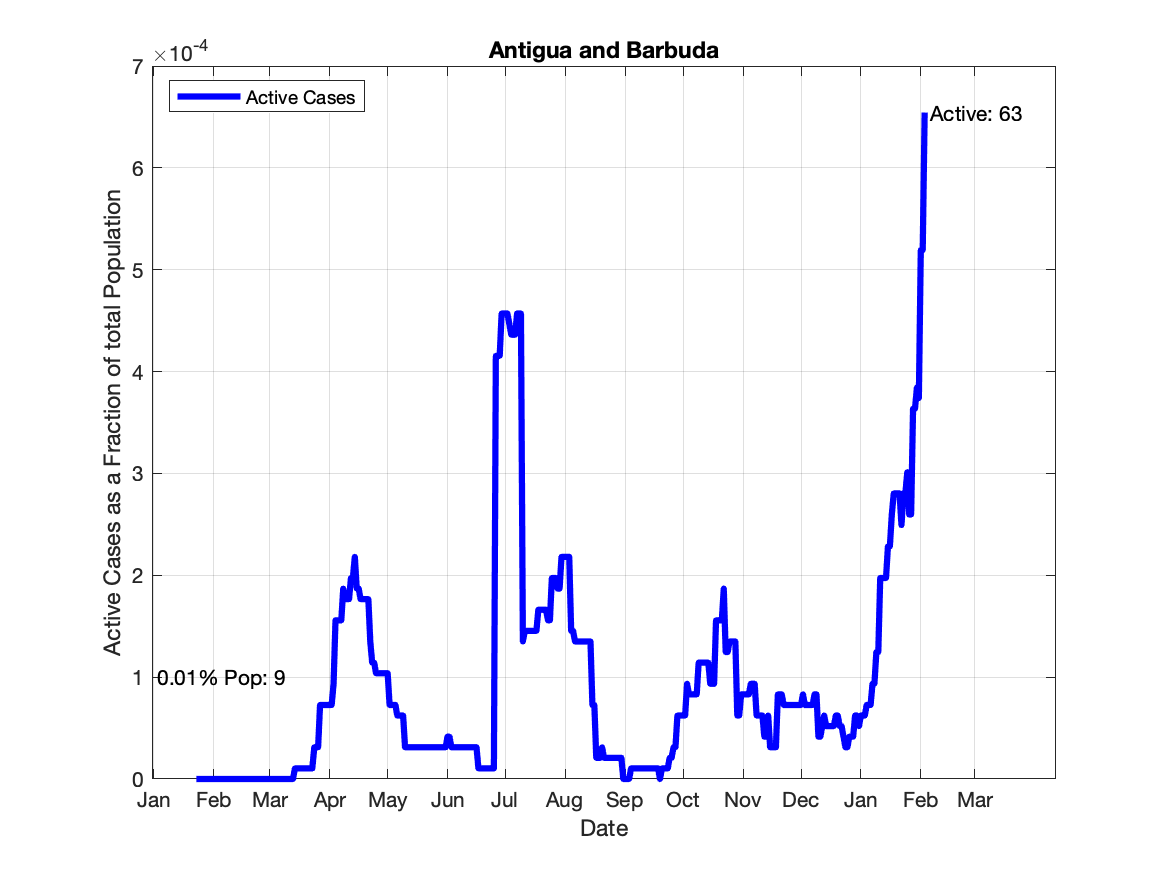 Antigua and Barbuda
×10-4
7
6
5
4
3
2
1
0
Active Cases as a Fraction of total Population
Active Cases
Active: 63
0.01% Pop: 9
Jan Feb Mar Apr May Jun Jul Aug Sep Oct Nov Dec Jan Feb Mar
Date